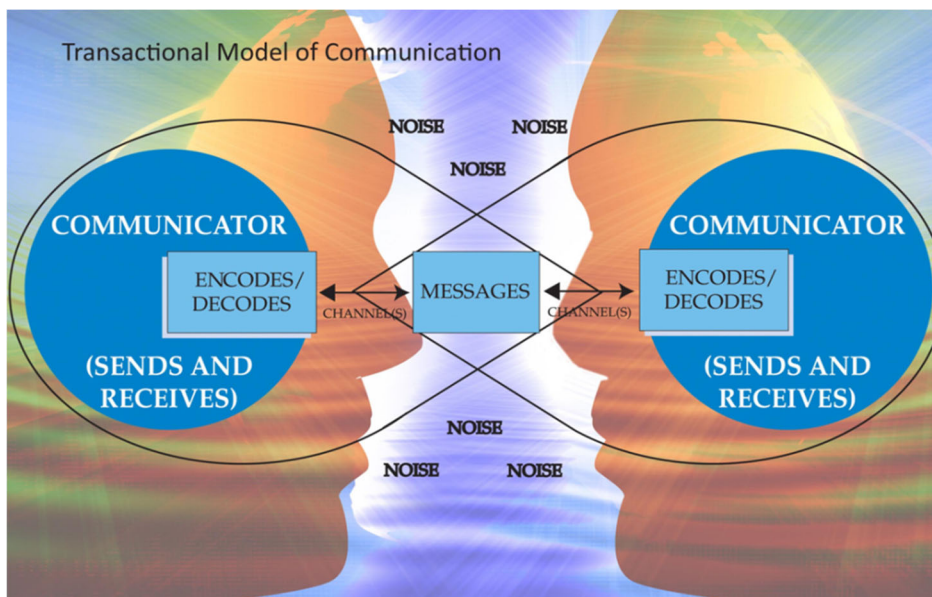 Transactional Model of Communication
NOISE
NOISE
NOISE
COMMUNICATOR
ENCODES/
DECODES
(SENDS AND
RECEIVES)
CHANNEL(S)
MESSAGES
CHANNEL(S)
COMMUNICATOR
ENCODES/
DECODES
(SENDS AND
RECEIVES)
NOISE
NOISE
NOISE